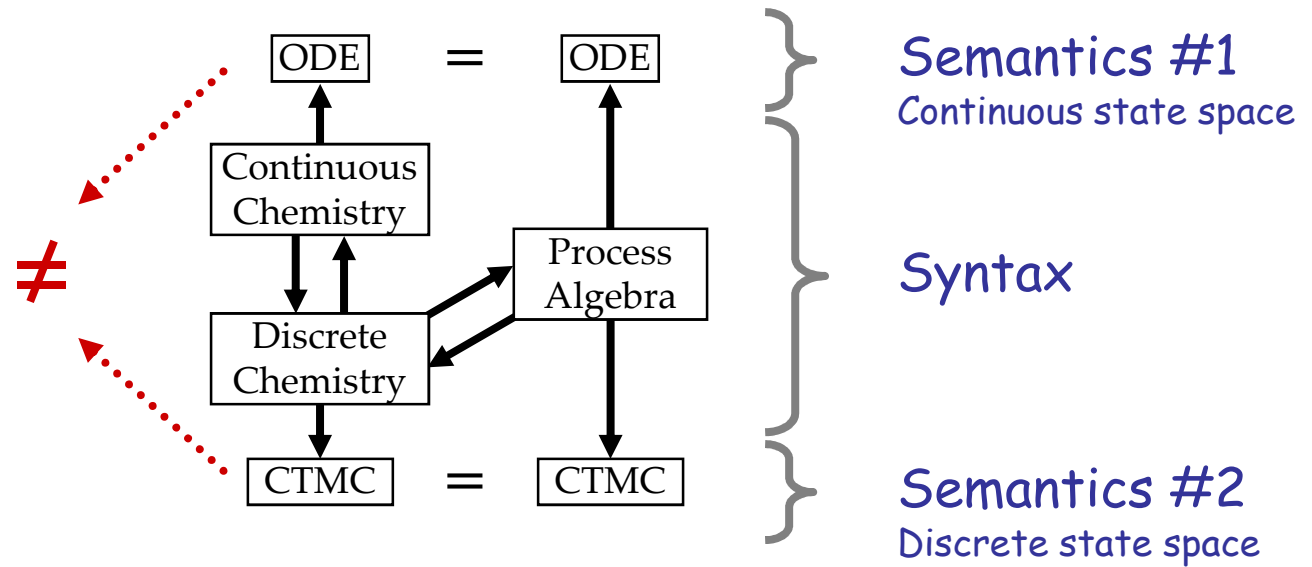 ODE = ODE
Semantics #1
Continuous state space
Continuous
Chemistry
≠
Process
Algebra
Syntax
Discrete
Chemistry
CTMC = CTMC
Semantics #2
Discrete state space